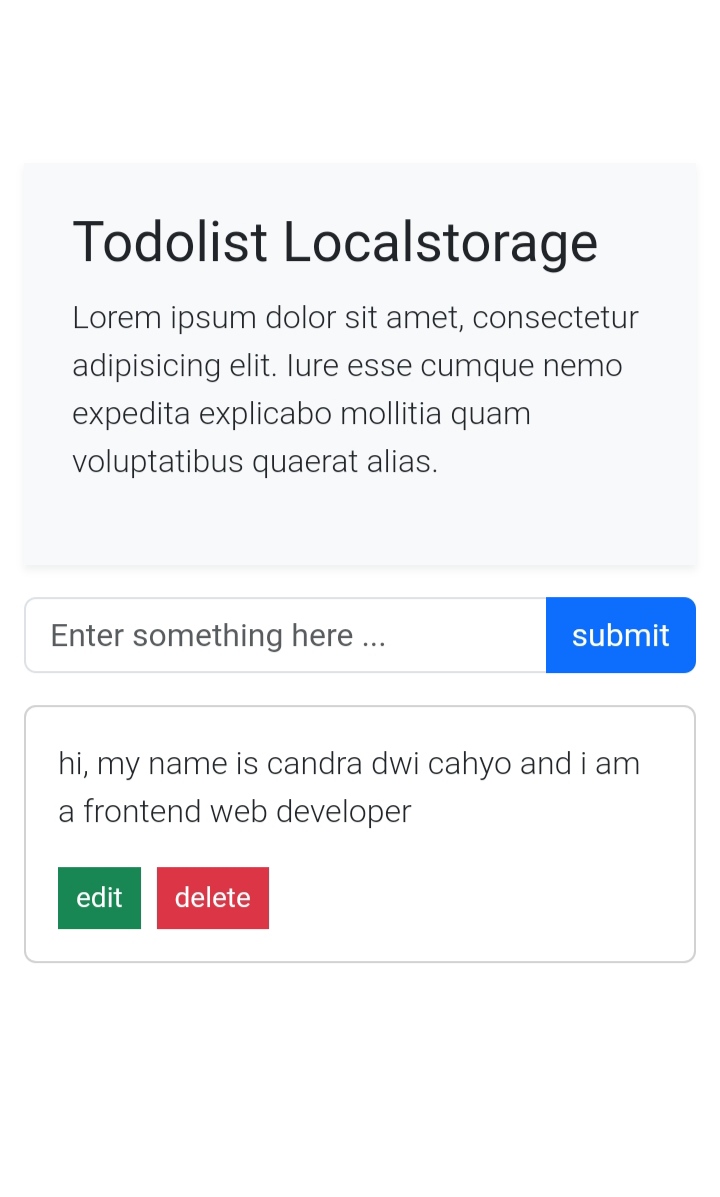 Todolist Localstorage
Lorem ipsum dolor sit amet, consectetur
adipisicing elit. Iure esse cumque nemo
expedita explicabo mollitia quam
voluptatibus quaerat alias.
Enter something here ...
submit
hi, my name is candra dwi cahyo and i am
a frontend web developer
edit
delete